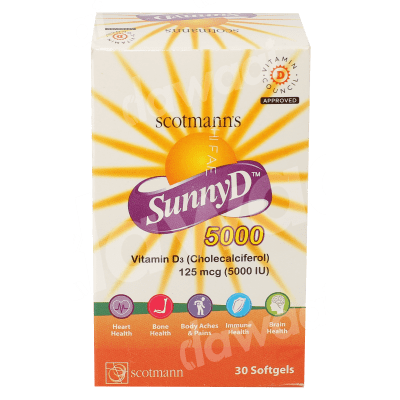 SunnyD
scotmann's
VITAMIN D COUNCIL
APPROVED
scotmann's
SunnyD™
5000
Vitamin D3 (Cholecalciferol)
125 mcg (5000 IU)
Heart
Health
Bone
Health
Body Aches
& Pains
Immune
Health
Brain
Health
scotmann
30 Softgels